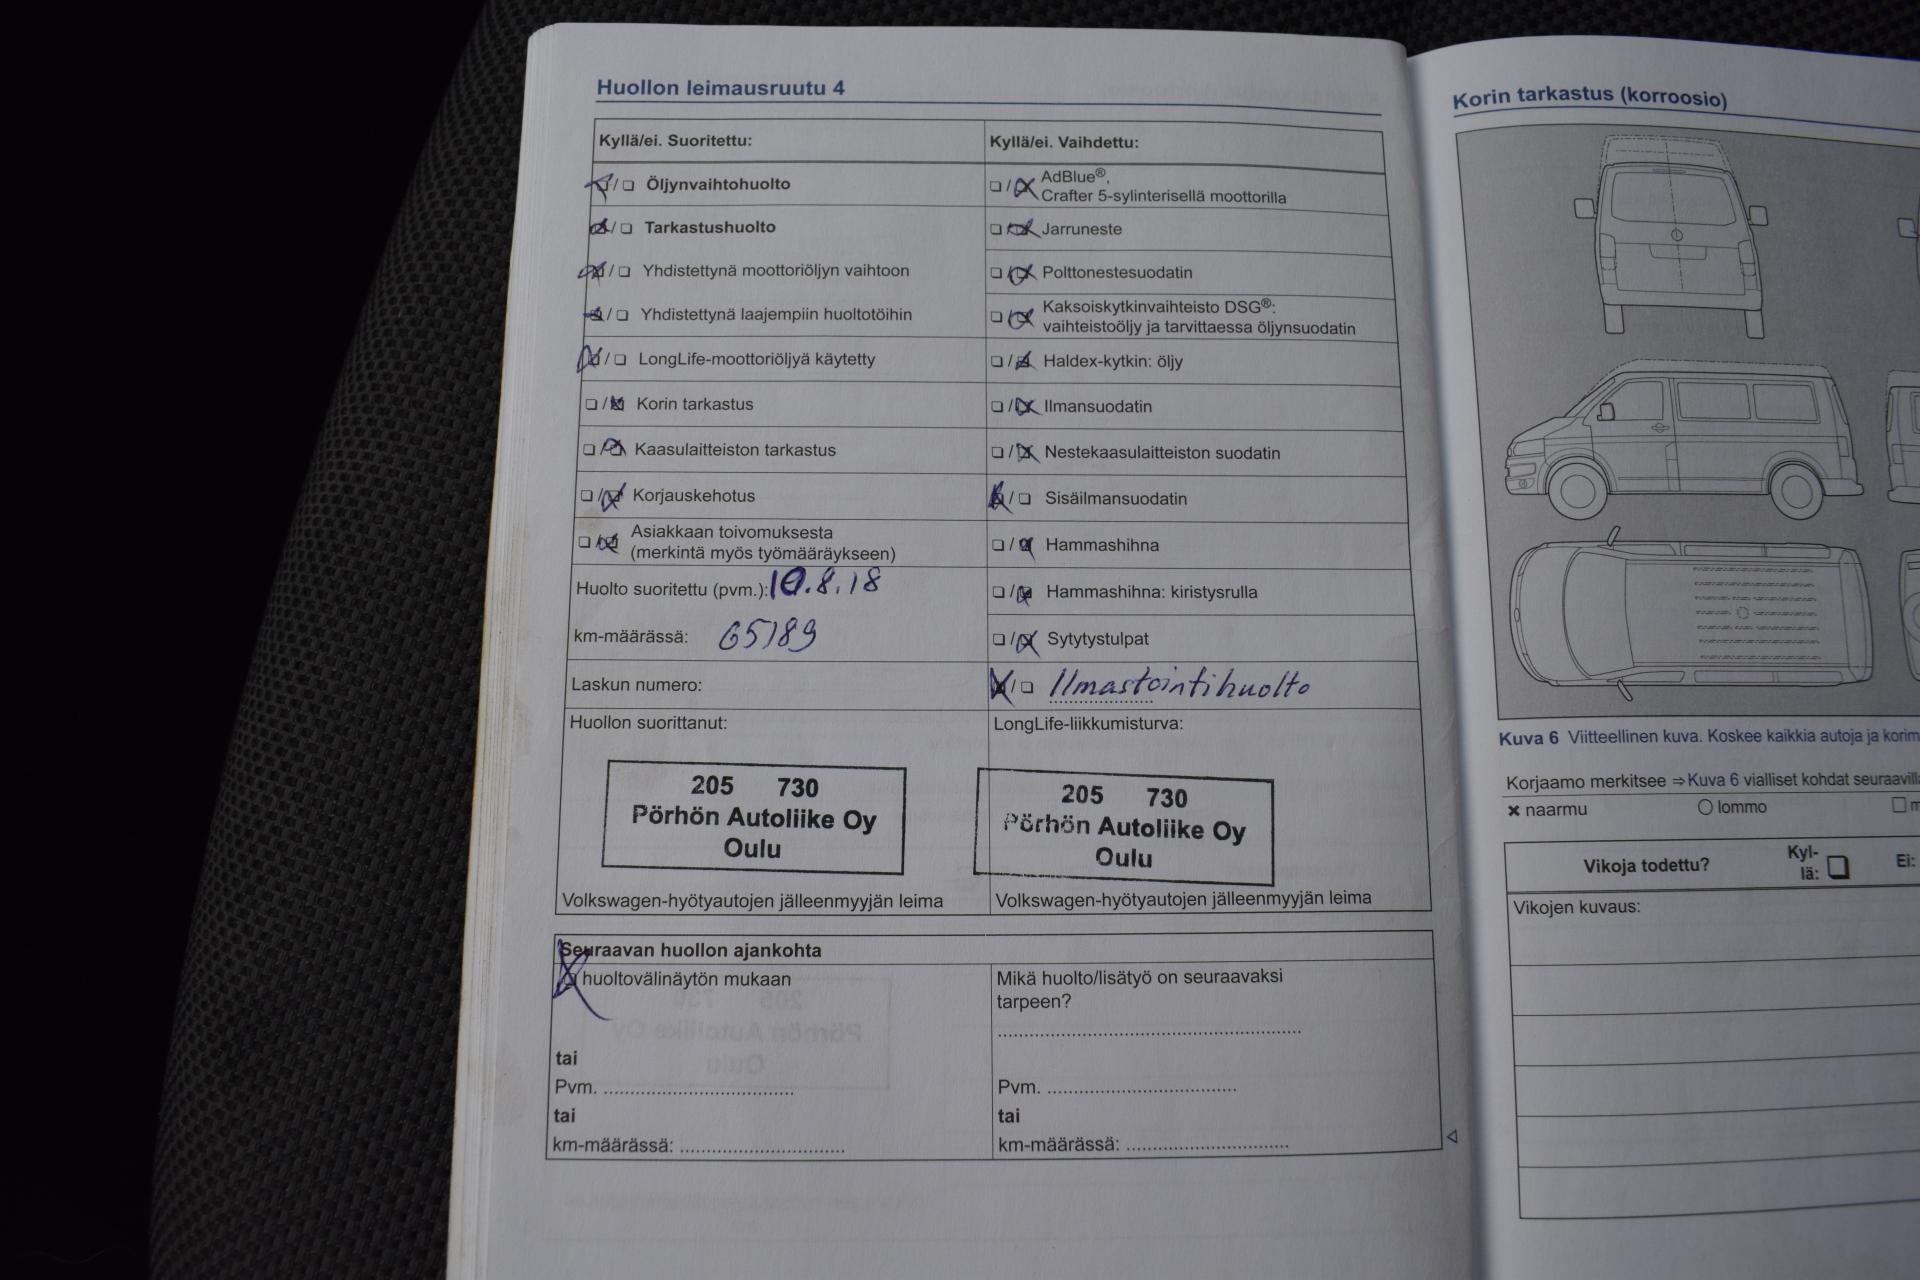 Huollon leimausruutu 4
Kyllä/ei. Suoritettu:
❏/❏ Öljynvaihtohuolto
❏/❏ Tarkastushuolto
❏/❏ Yhdistettynä moottoriöljyn vaihtoon
❏/❏ Yhdistettynä laajempiin huoltotöihin
❏/❏ LongLife-moottoriöljyä käytetty
❏/❏ Korin tarkastus
❏/❏ Kaasulaitteiston tarkastus
❏/❏ Korjauskehotus
❏/❏ Asiakkaan toivomuksesta
(merkintä myös työmääräykseen)
Huolto suoritettu (pvm.): 10.8.18
km-määrässä: 65189
Laskun numero:
Huollon suorittanut:
205 730
Pörhön Autoliike Oy
Oulu
Volkswagen-hyötyautojen jälleenmyyjän leima
Kyllä/ei. Vaihdettu:
❏/❏ AdBlue®,
Crafter 5-sylinterisellä moottorilla
❏/❏ Jarruneste
❏/❏ Polttonestesuodatin
❏/❏ Kaksoiskytkinvaihteisto DSG®:
vaihteistoöljy ja tarvittaessa öljynsuodatin
❏/❏ Haldex-kytkin: öljy
❏/❏ Ilmansuodatin
❏/❏ Nestekaasulaitteiston suodatin
❏/❏ Sisäilmansuodatin
❏/❏ Hammashihna
❏/❏ Hammashihna: kiristysrulla
❏/❏ Sytytystulpat
❏/❏ Ilmastointihuolto
LongLife-liikkumisturva:
205 730
Pörhön Autoliike Oy
Oulu
Volkswagen-hyötyautojen jälleenmyyjän leima
Seuraavan huollon ajankohta
❏ huoltovälinäytön mukaan
tai
Pvm. ..................................
tai
km-määrässä: ..............................
Mikä huolto/lisätyö on seuraavaksi
tarpeen?
......................................................
Pvm. ..................................
tai
km-määrässä: ..............................
Korin tarkastus (korroosio)
Kuva 6 Viitteellinen kuva. Koskee kaikkia autoja ja korim
Korjaamo merkitsee ⇒ Kuva 6 vialliset kohdat seuraavill
✖ naarmu ○ lommo □ m
Vikoja todettu? Kyl-
lä: ❏ Ei:
Vikojen kuvaus: